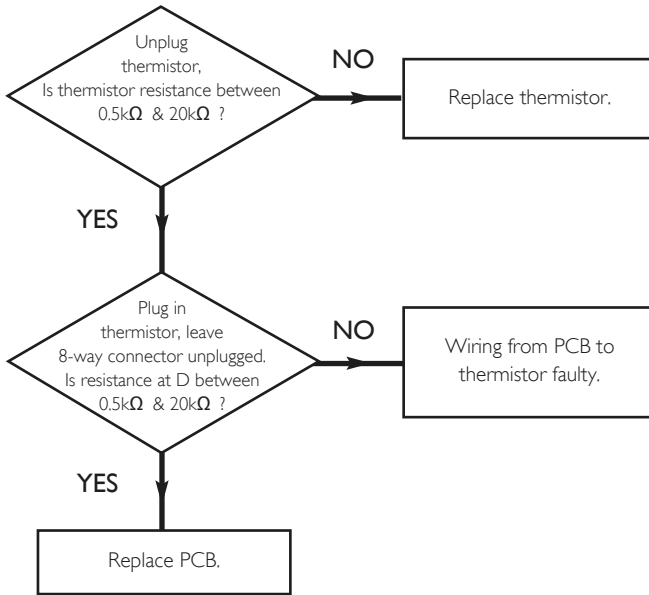 Unplug
thermistor,
Is thermistor resistance between
0.5kΩ & 20kΩ ?
NO
Replace thermistor.
YES
Plug in
thermistor, leave
8-way connector unplugged.
Is resistance at D between
0.5kΩ & 20kΩ ?
NO
Wiring from PCB to
thermistor faulty.
YES
Replace PCB.